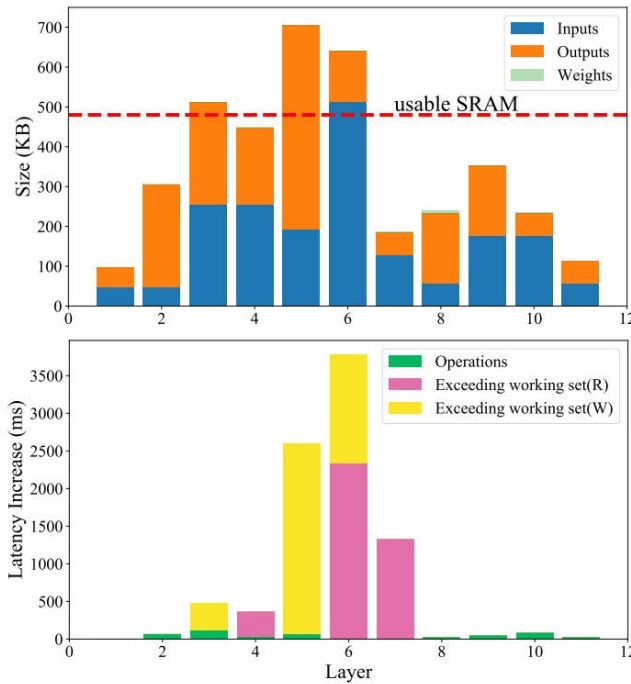 700
600
500
400
300
200
100
0
Size (KB)
Inputs
Outputs
Weights
usable SRAM
0 2 4 6 8 10 12
3500
3000
2500
2000
1500
1000
500
0
Latency Increase (ms)
Operations
Exceeding working set(R)
Exceeding working set(W)
0 2 4 6 8 10 12
Layer